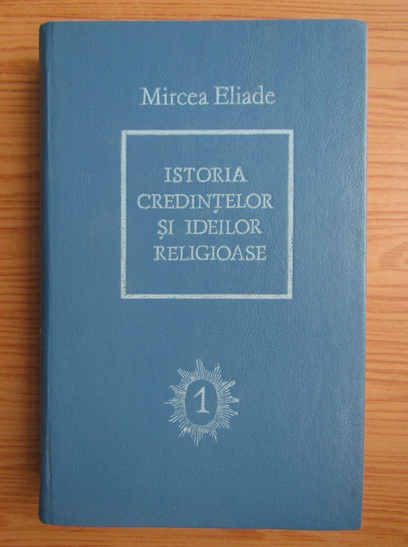 Mircea Eliade
ISTORIA
CREDINȚELOR
ȘI IDEILOR
RELIGIOASE
1